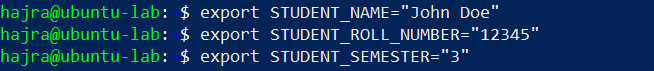 hajra@ubuntu-lab:~$ export STUDENT_NAME="John Doe"
hajra@ubuntu-lab:~$ export STUDENT_ROLL_NUMBER="12345"
hajra@ubuntu-lab:~$ export STUDENT_SEMESTER="3"